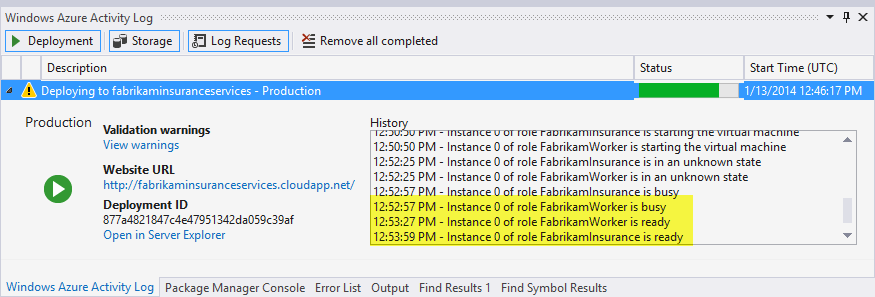 Windows Azure Activity Log
Deployment Storage Log Requests Remove all completed
Description Status Start Time (UTC)
Deploying to fabrikaminsuranceservices - Production 1/13/2014 12:46:17 PM
Production
Validation warnings
View warnings
Website URL
http://fabrikaminsuranceservices.cloudapp.net/
Deployment ID
877a4821847c4e47951342da059c39af
Open in Server Explorer
History
12:50:50 PM - Instance 0 of role FabrikamInsurance is starting the virtual machine
12:50:50 PM - Instance 0 of role FabrikamWorker is starting the virtual machine
12:52:25 PM - Instance 0 of role FabrikamInsurance is in an unknown state
12:52:25 PM - Instance 0 of role FabrikamWorker is in an unknown state
12:52:57 PM - Instance 0 of role FabrikamInsurance is busy
12:52:57 PM - Instance 0 of role FabrikamWorker is busy
12:53:27 PM - Instance 0 of role FabrikamWorker is ready
12:53:59 PM - Instance 0 of role FabrikamInsurance is ready
Windows Azure Activity Log Package Manager Console Error List Output Find Results 1 Find Symbol Results